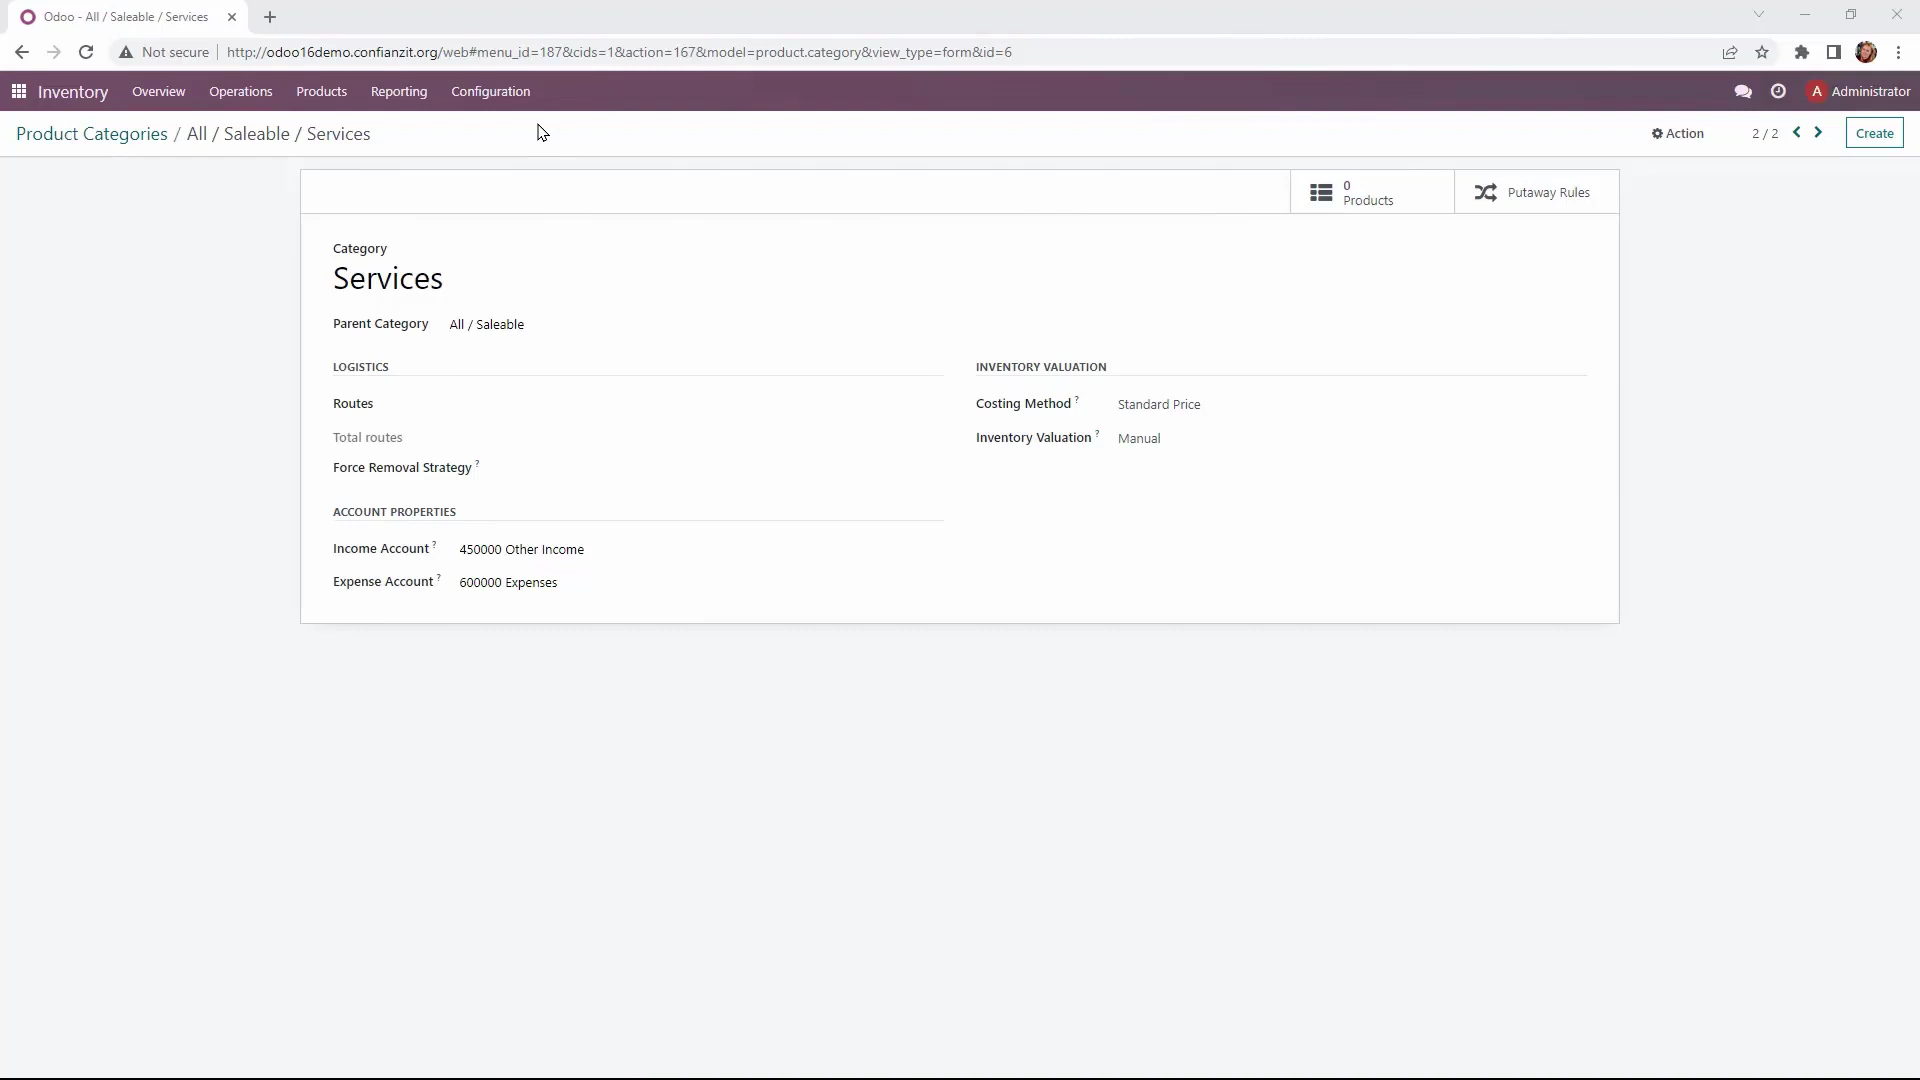 Odoo - All / Saleable / Services
Not secure http://odoo16demo.confianzit.org/web#menu_id=187&cids=1&action=167&model=product.category&view_type=form&id=6
Inventory Overview Operations Products Reporting Configuration A Administrator
Product Categories / All / Saleable / Services Action 2 / 2 Create
0
Products Putaway Rules
Category
Services
Parent Category All / Saleable
LOGISTICS INVENTORY VALUATION
Routes Costing Method ? Standard Price
Total routes Inventory Valuation ? Manual
Force Removal Strategy ?
ACCOUNT PROPERTIES
Income Account ? 450000 Other Income
Expense Account ? 600000 Expenses